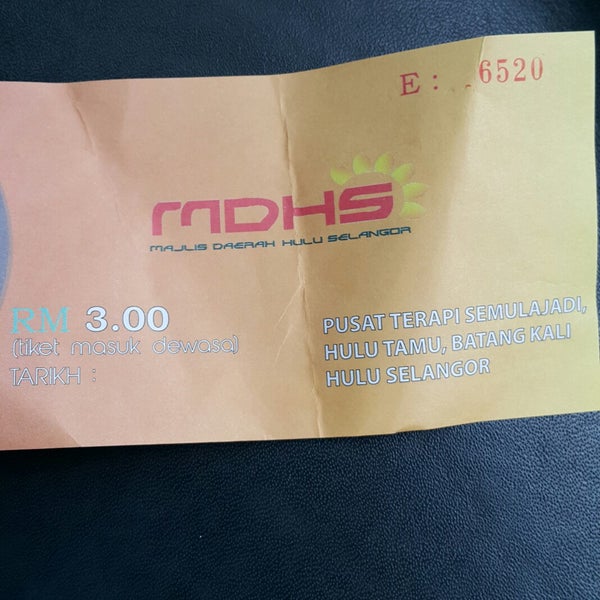 E: 6520
MDHS
MAJLIS DAERAH HULU SELANGOR
RM 3.00
(tiket masuk dewasa)
TARIKH :
PUSAT TERAPI SEMULAJADI,
HULU TAMU, BATANG KALI
HULU SELANGOR